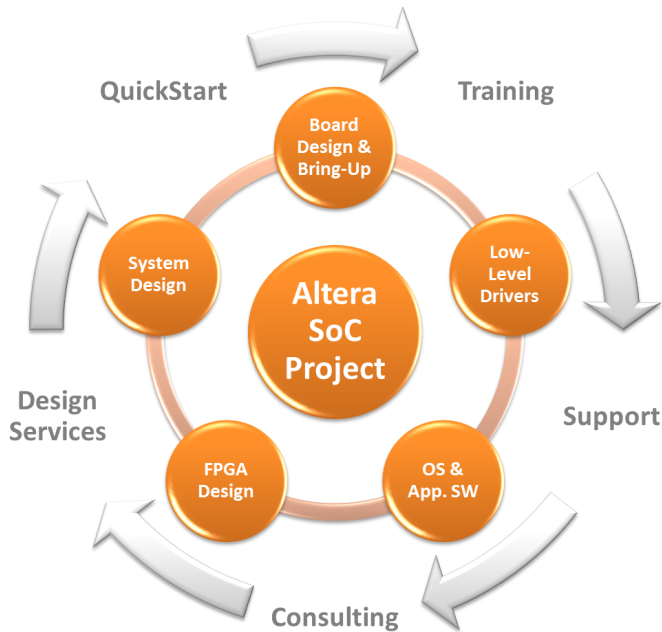 QuickStart
Training
Board
Design &
Bring-Up
System
Design
Low-
Level
Drivers
Altera
SoC
Project
Design
Services
Support
FPGA
Design
OS &
App. SW
Consulting